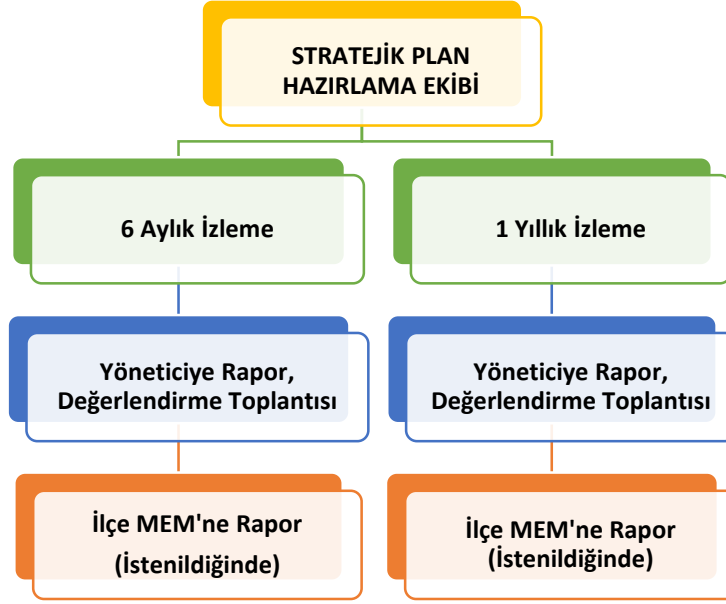 STRATEJİK PLAN
HAZIRLAMA EKİBİ
6 Aylık İzleme
1 Yıllık İzleme
Yöneticiye Rapor,
Değerlendirme Toplantısı
Yöneticiye Rapor,
Değerlendirme Toplantısı
İlçe MEM'ne Rapor
(İstenildiğinde)
İlçe MEM'ne Rapor
(İstenildiğinde)